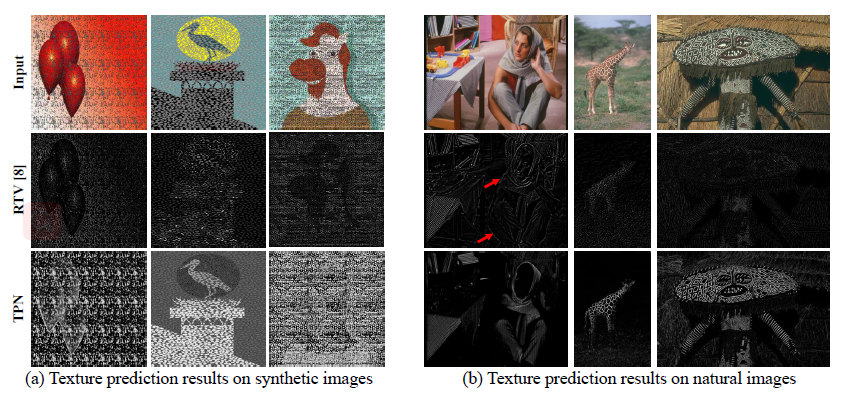 Input
RTV [8]
TPN
(a) Texture prediction results on synthetic images
(b) Texture prediction results on natural images